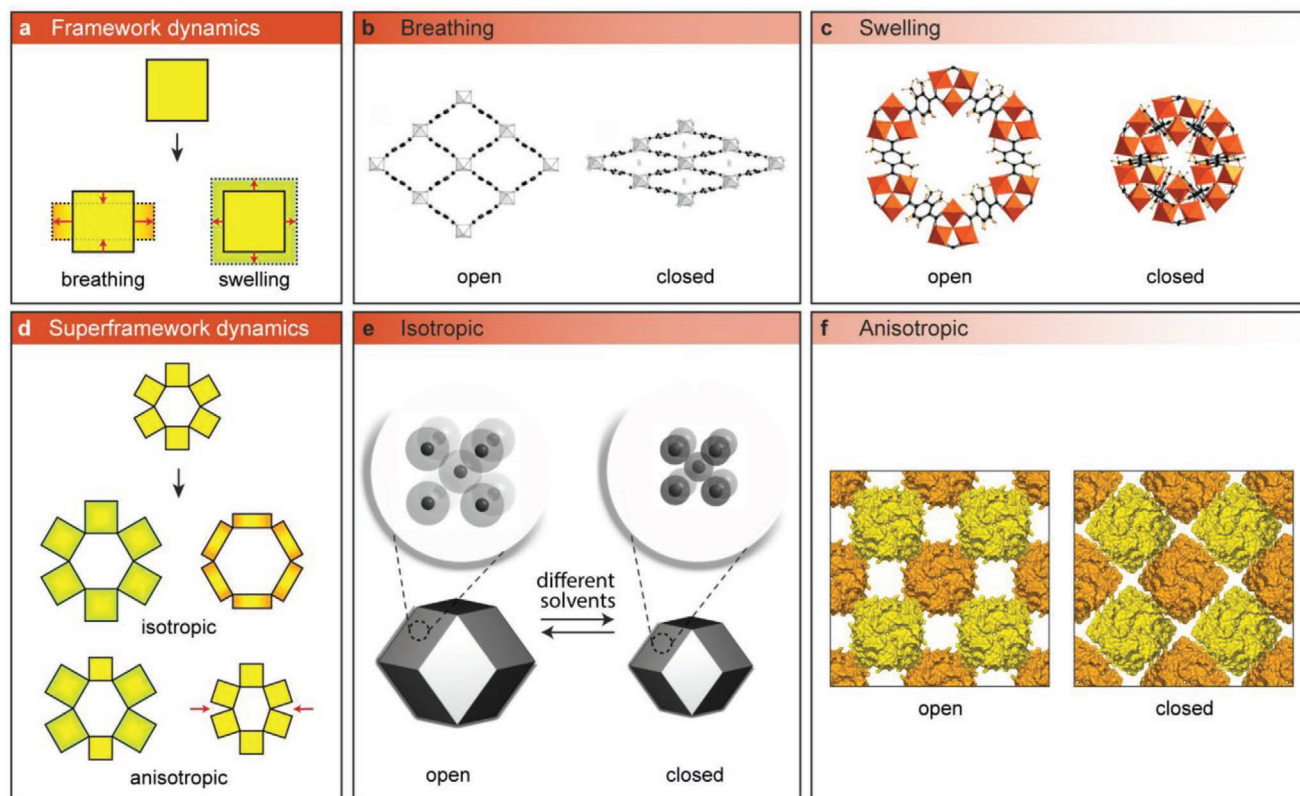 a Framework dynamics
breathing
swelling
b Breathing
open
closed
c Swelling
open
closed
d Superframework dynamics
isotropic
anisotropic
e Isotropic
different
solvents
open
closed
f Anisotropic
open
closed